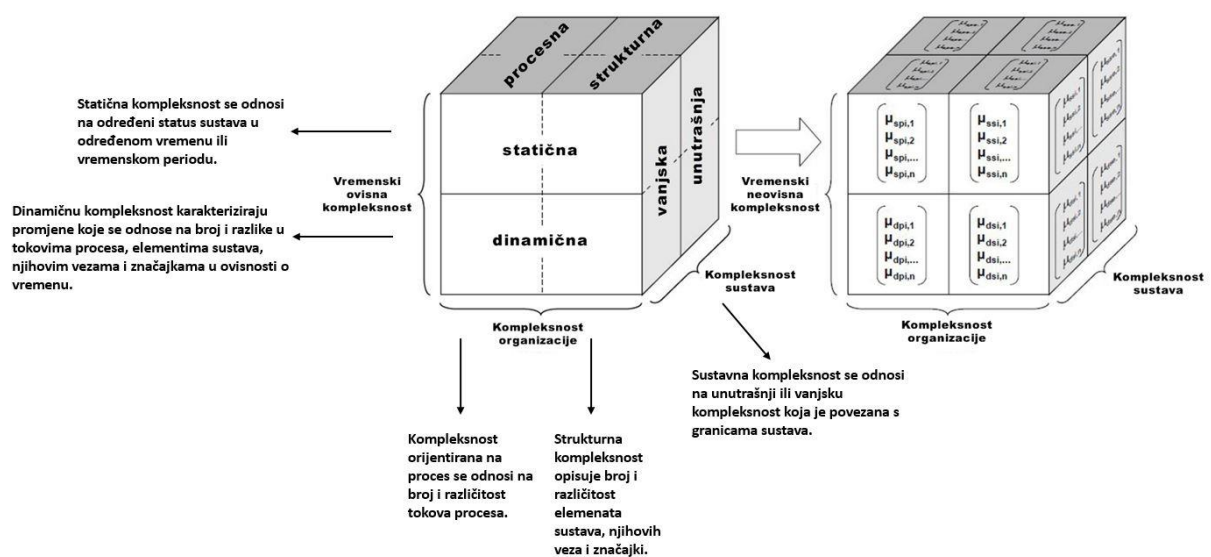 procesna
strukturna
statična
dinamična
vanjska
unutrašnja
Vremenski
ovisna
kompleksnost
Kompleksnost
organizacije
Kompleksnost
sustava
Statična kompleksnost se odnosi
na određeni status sustava u
određenom vremenu ili
vremenskom periodu.
Dinamičnu kompleksnost karakteriziraju
promjene koje se odnose na broj i razlike u
tokovima procesa, elementima sustava,
njihovim vezama i značajkama u ovisnosti o
vremenu.
Kompleksnost
orijentirana na
proces se odnosi na
broj i različitost
tokova procesa.
Strukturna
kompleksnost
opisuje broj i
različitost
elemenata
sustava, njihovih
veza i značajki.
Sustavna kompleksnost se odnosi
na unutrašnji ili vanjsku
kompleksnost koja je povezana s
granicama sustava.
Vremenski
neovisna
kompleksnost
μspi,1
μspi,2
μspi,...
μspi,n
μssi,1
μssi,2
μssi,...
μssi,n
μdpi,1
μdpi,2
μdpi,...
μdpi,n
μdsi,1
μdsi,2
μdsi,...
μdsi,n
Kompleksnost
organizacije
Kompleksnost
sustava